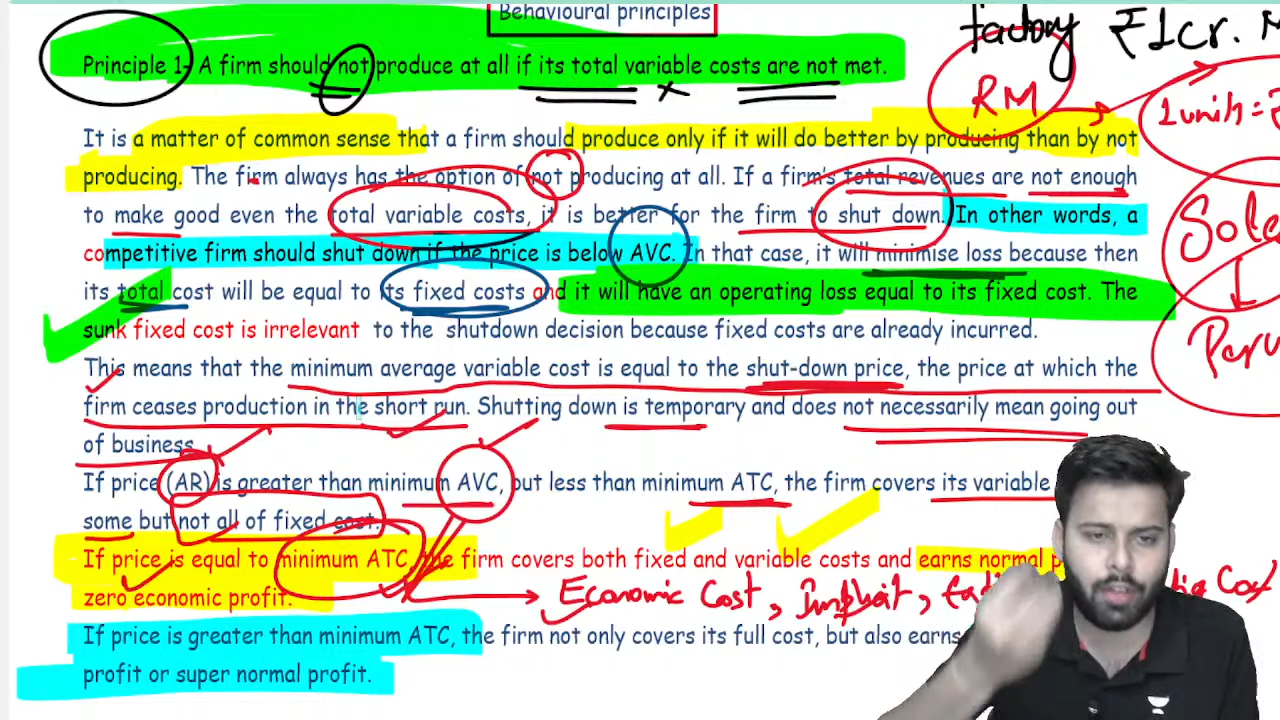 Behavioural principles
factory ₹1cr.
Principle 1- A firm should not produce at all if its total variable costs are not met.
RM
1unit =
It is a matter of common sense that a firm should produce only if it will do better by producing than by not
producing. The firm always has the option of not producing at all. If a firm's total revenues are not enough
to make good even the total variable costs, it is better for the firm to shut down. In other words, a
competitive firm should shut down if the price is below AVC. In that case, it will minimise loss because then
its total cost will be equal to its fixed costs and it will have an operating loss equal to its fixed cost. The
sunk fixed cost is irrelevant to the shutdown decision because fixed costs are already incurred.
This means that the minimum average variable cost is equal to the shut-down price, the price at which the
firm ceases production in the short run. Shutting down is temporary and does not necessarily mean going out
of business.
If price (AR) is greater than minimum AVC, but less than minimum ATC, the firm covers its variable
some but not all of fixed cost.
If price is equal to minimum ATC, the firm covers both fixed and variable costs and earns normal
zero economic profit.
Economic Cost, Implicit, Cost
If price is greater than minimum ATC, the firm not only covers its full cost, but also earns
profit or super normal profit.